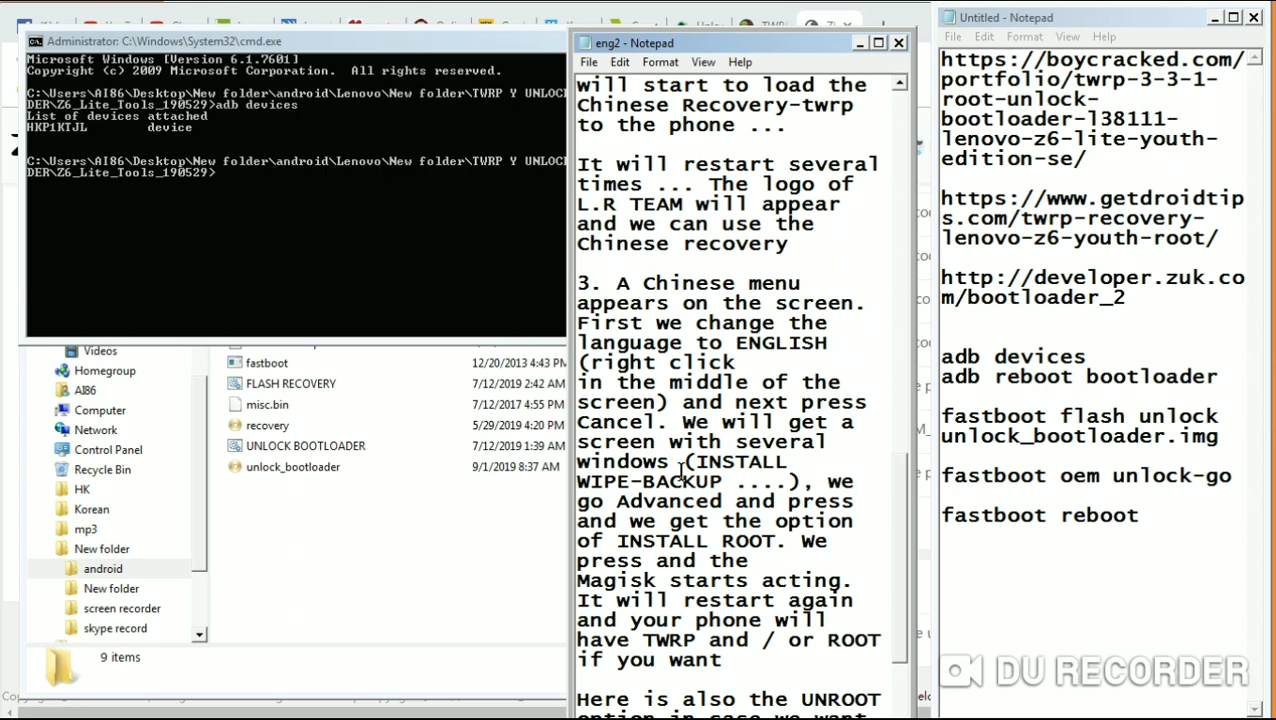 Administrator: C:\Windows\System32\cmd.exe
Microsoft Windows [Version 6.1.7601]
Copyright (c) 2009 Microsoft Corporation.  All rights reserved.
C:\Users\AI86\Desktop\New folder\android\Lenovo\New folder\TWRP Y UNLOC
DER\Z6_Lite_Tools_190529>adb devices
List of devices attached
HKP1KTJL        device
C:\Users\AI86\Desktop\New folder\android\Lenovo\New folder\TWRP Y UNLOC
DER\Z6_Lite_Tools_190529>
Videos
Homegroup
AI86
Computer
Network
Control Panel
Recycle Bin
HK
Korean
mp3
New folder
android
New folder
screen recorder
skype record
fastboot 12/20/2013 4:43 P
FLASH RECOVERY 7/12/2019 2:42 AM
misc.bin 7/12/2017 4:55 PM
recovery 5/29/2019 4:20 PM
UNLOCK BOOTLOADER 7/12/2019 1:39 AM
unlock_bootloader 9/1/2019 8:37 AM
9 items
eng2 - Notepad
File Edit Format View Help
will start to load the
Chinese Recovery-twrp
to the phone ...
It will restart several
times ... The logo of
L.R TEAM will appear
and we can use the
Chinese recovery
3. A Chinese menu
appears on the screen.
First we change the
language to ENGLISH
(right click
in the middle of the
screen) and next press
Cancel. We will get a
screen with several
windows (INSTALL
WIPE-BACKUP ....), we
go Advanced and press
and we get the option
of INSTALL ROOT. We
press and the
Magisk starts acting.
It will restart again
and your phone will
have TWRP and / or ROOT
if you want
Here is also the UNROOT
option in case we want
Untitled - Notepad
File Edit Format View Help
https://boycracked.com/
portfolio/twrp-3-3-1-
root-unlock-
bootloader-l38111-
lenovo-z6-lite-youth-
edition-se/
https://www.getdroidtip
s.com/twrp-recovery-
lenovo-z6-youth-root/
http://developer.zuk.co
m/bootloader_2
adb devices
adb reboot bootloader
fastboot flash unlock
unlock_bootloader.img
fastboot oem unlock-go
fastboot reboot
DU RECORDER